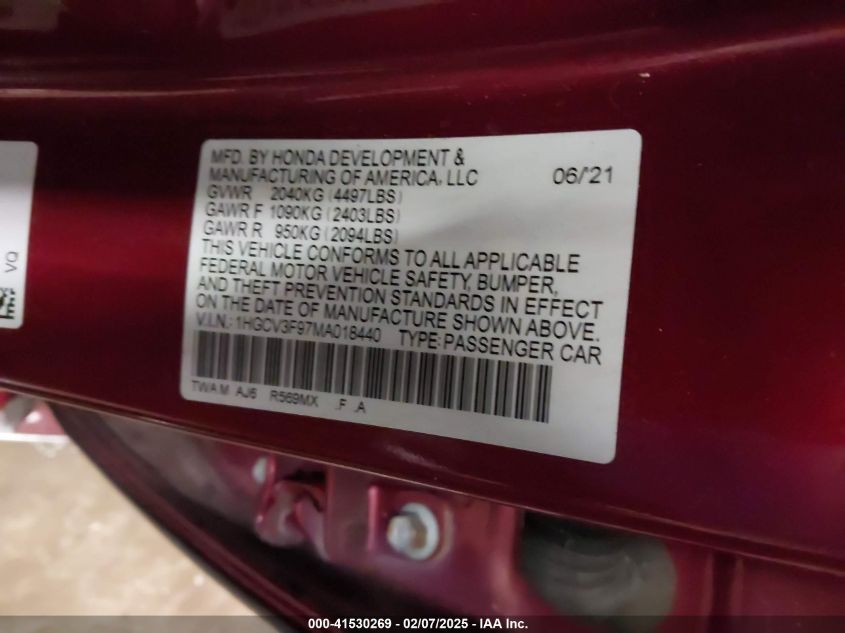 MFD. BY HONDA DEVELOPMENT &
MANUFACTURING OF AMERICA, LLC 06/'21
GVWR 2040KG (4497LBS)
GAWR F 1090KG (2403LBS)
GAWR R 950KG (2094LBS)
THIS VEHICLE CONFORMS TO ALL APPLICABLE
FEDERAL MOTOR VEHICLE SAFETY, BUMPER,
AND THEFT PREVENTION STANDARDS IN EFFECT
ON THE DATE OF MANUFACTURE SHOWN ABOVE.
V.I.N.: 1HGCV3F97MA018440 TYPE: PASSENGER CAR
TWA M AJ6 R569MX .F .A
VQ
000-41530269 - 02/07/2025 - IAA Inc.